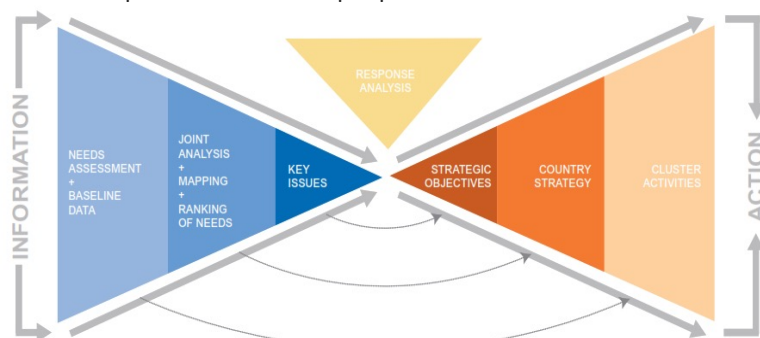 INFORMATION
NEEDS
ASSESSMENT
+
BASELINE
DATA
JOINT
ANALYSIS
+
MAPPING
+
RANKING
OF NEEDS
KEY
ISSUES
RESPONSE
ANALYSIS
STRATEGIC
OBJECTIVES
COUNTRY
STRATEGY
CLUSTER
ACTIVITIES
ACTION